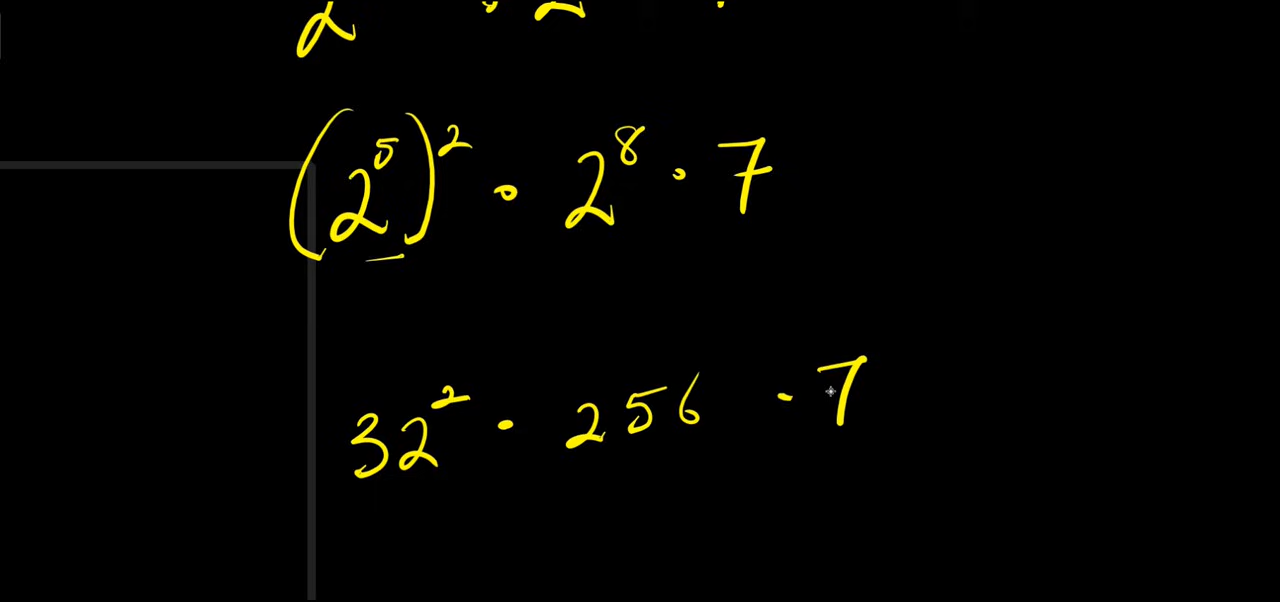 (2⁵)² · 2⁸ · 7
32² · 256 · 7